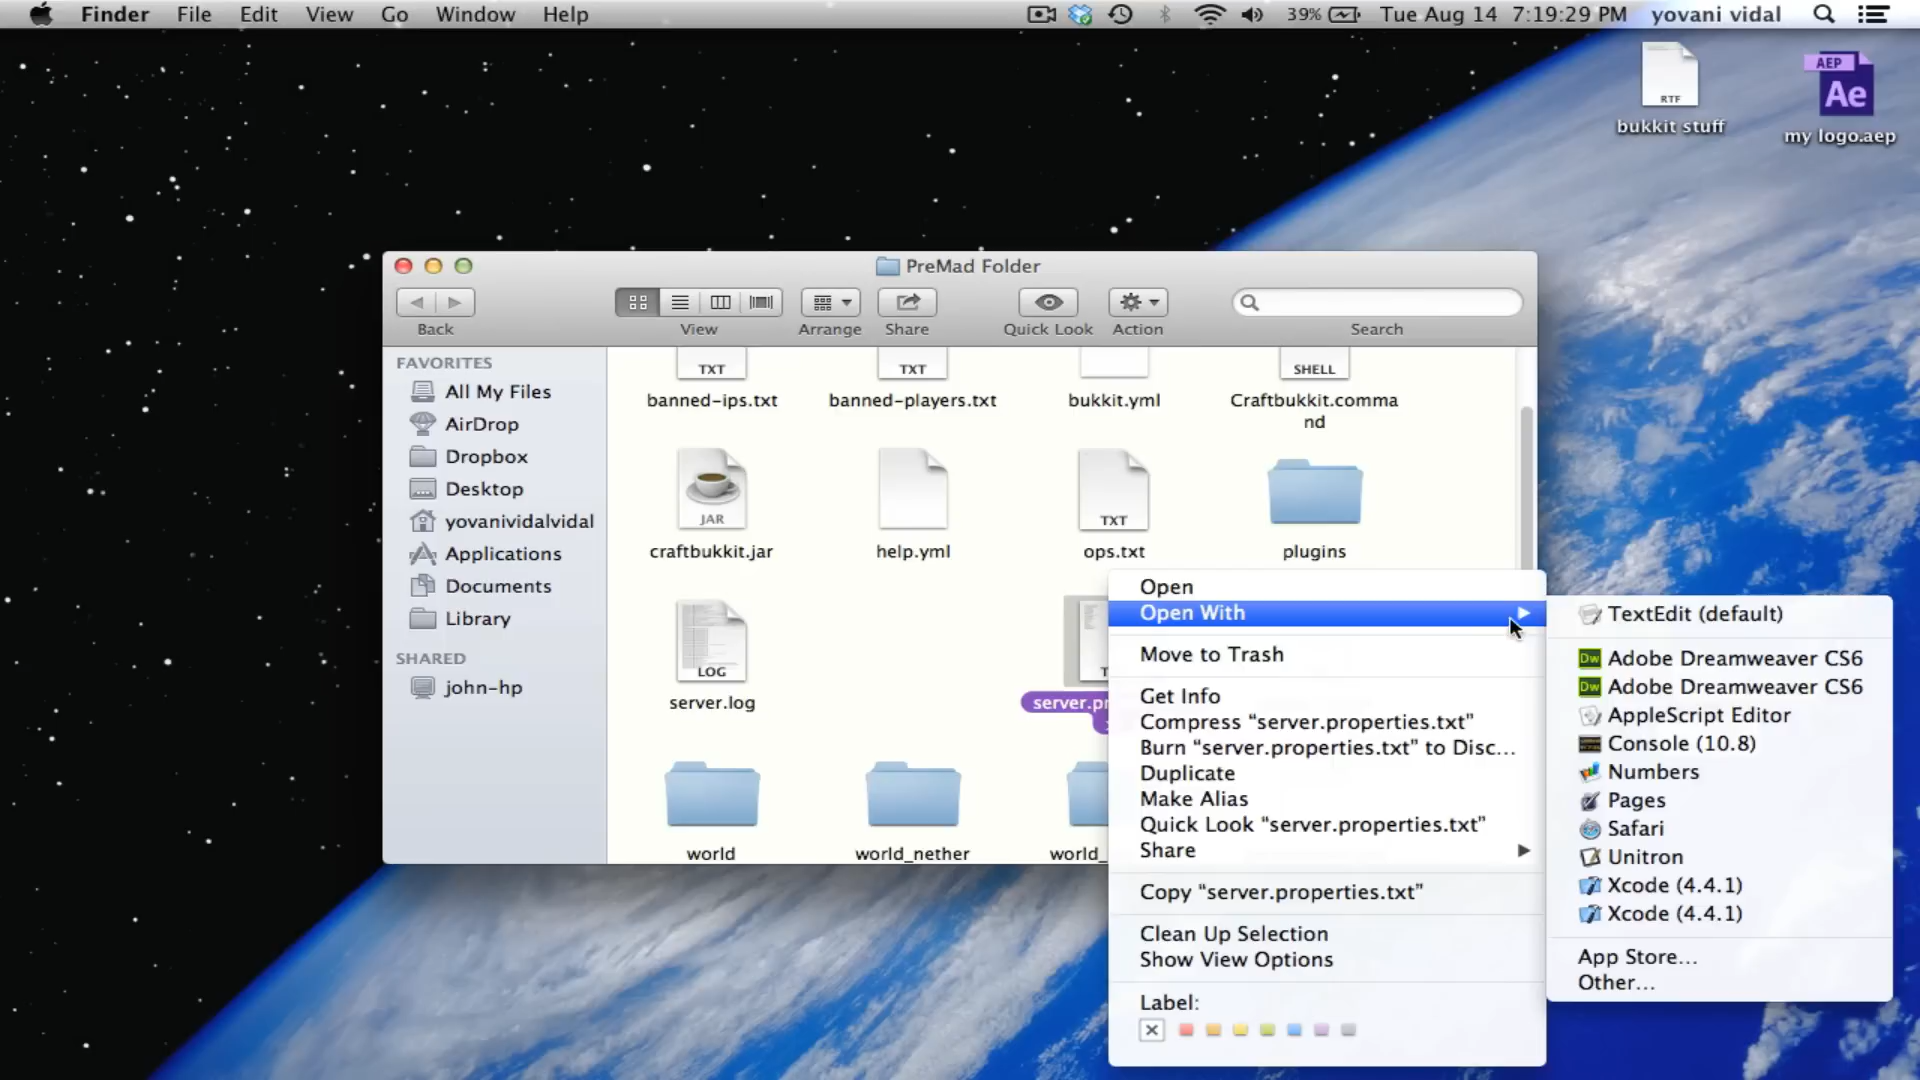 Finder File Edit View Go Window Help 39% Tue Aug 14 7:19:29 PM yovani vidal
RTF
bukkit stuff
AEP
Ae
my logo.aep
PreMad Folder
Back View Arrange Share Quick Look Action Search
FAVORITES
All My Files
AirDrop
Dropbox
Desktop
yovanividalvidal
Applications
Documents
Library
SHARED
john-hp
TXT TXT SHELL
banned-ips.txt banned-players.txt bukkit.yml Craftbukkit.comma
nd
JAR TXT
craftbukkit.jar help.yml ops.txt plugins
LOG
server.log server.p
world world_nether world_
Open
Open With
Move to Trash
Get Info
Compress “server.properties.txt”
Burn “server.properties.txt” to Disc...
Duplicate
Make Alias
Quick Look “server.properties.txt”
Share
Copy “server.properties.txt”
Clean Up Selection
Show View Options
Label:
TextEdit (default)
Dw Adobe Dreamweaver CS6
Dw Adobe Dreamweaver CS6
AppleScript Editor
Console (10.8)
Numbers
Pages
Safari
Unitron
Xcode (4.4.1)
Xcode (4.4.1)
App Store...
Other...